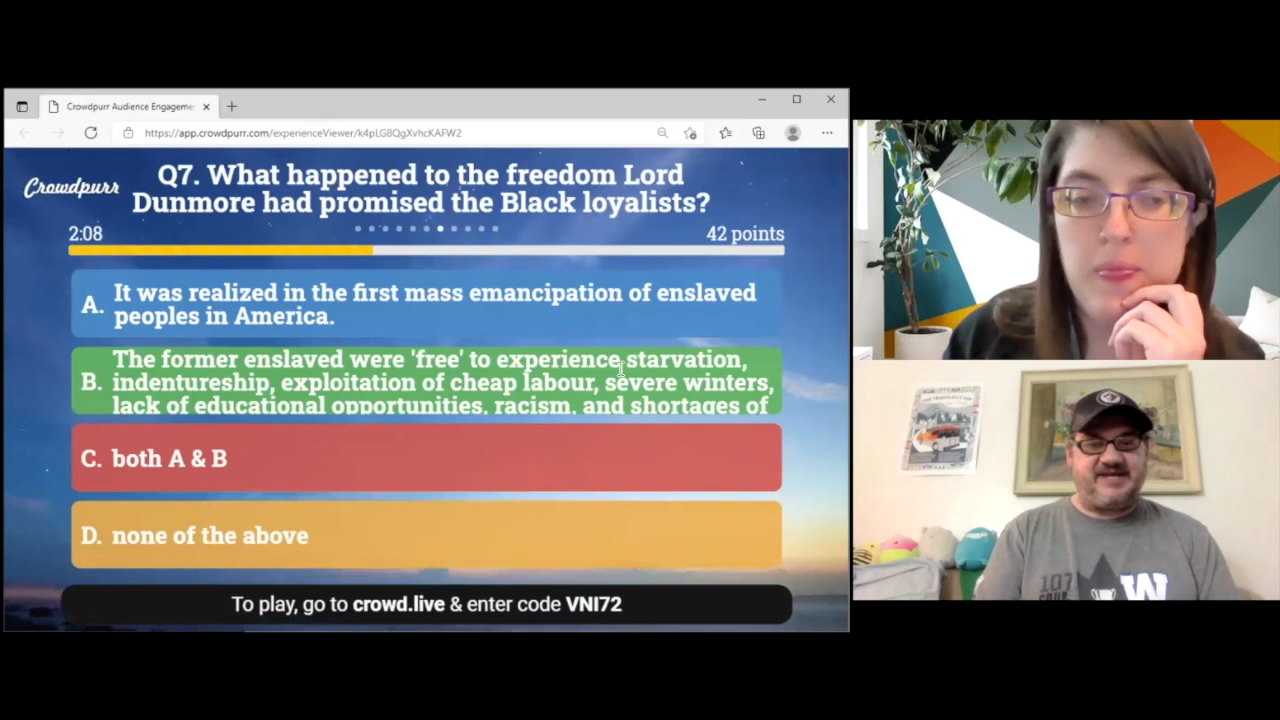 Crowdpurr Audience Engageme
https://app.crowdpurr.com/experienceViewer/k4pLG8QgXvhcKAFW2
Crowdpurr
Q7. What happened to the freedom Lord
Dunmore had promised the Black loyalists?
2:08
42 points
A. It was realized in the first mass emancipation of enslaved
peoples in America.
B. The former enslaved were 'free' to experience starvation,
indentureship, exploitation of cheap labour, severe winters,
lack of educational opportunities, racism, and shortages of
C. both A & B
D. none of the above
To play, go to crowd.live & enter code VNI72
107
W